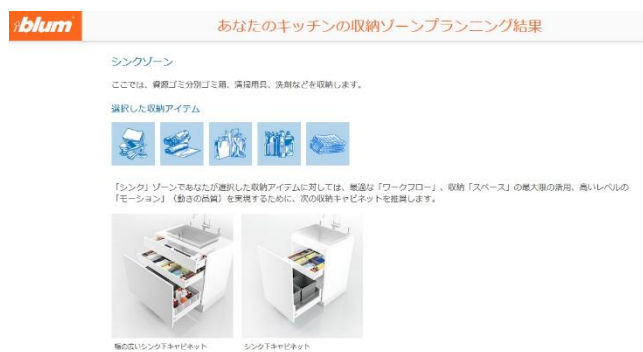 blum
あなたのキッチンの収納ゾーンプランニング結果
シンクゾーン
ここでは、資源ゴミ分別ゴミ箱、清掃用具、洗剤などを収納します。
選択した収納アイテム
「シンク」ゾーンであなたが選択した収納アイテムに対しては、最適な「ワークフロー」、収納「スペース」の最大限の活用、高いレベルの
「モーション」（動きの品質）を実現するために、次の収納キャビネットを推奨します。
幅の広いシンク下キャビネット
シンク下キャビネット